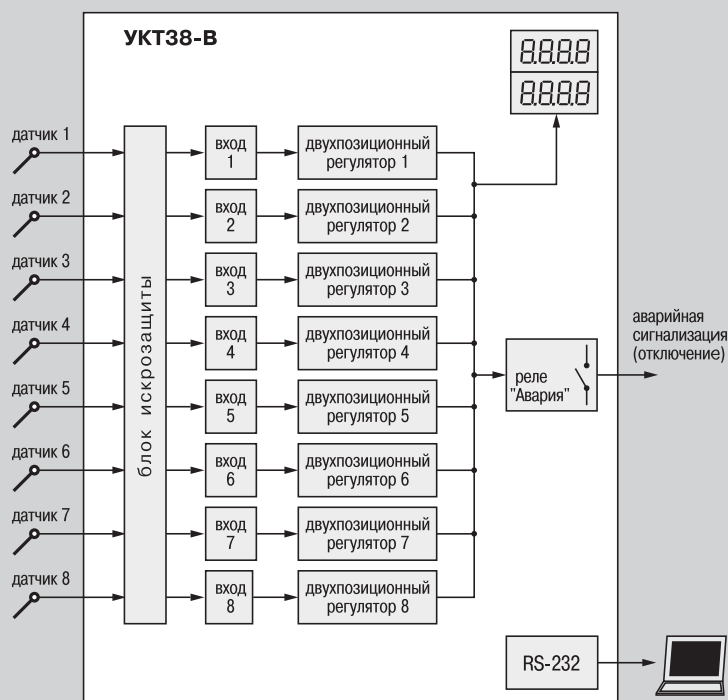 УКТ38-В
8.8.8.8
8.8.8.8
датчик 1
вход
1
двухпозиционный
регулятор 1
датчик 2
вход
2
двухпозиционный
регулятор 2
датчик 3
вход
3
двухпозиционный
регулятор 3
датчик 4
вход
4
двухпозиционный
регулятор 4
датчик 5
вход
5
двухпозиционный
регулятор 5
датчик 6
вход
6
двухпозиционный
регулятор 6
датчик 7
вход
7
двухпозиционный
регулятор 7
датчик 8
вход
8
двухпозиционный
регулятор 8
блок искрозащиты
реле
"Авария"
аварийная
сигнализация
(отключение)
RS-232